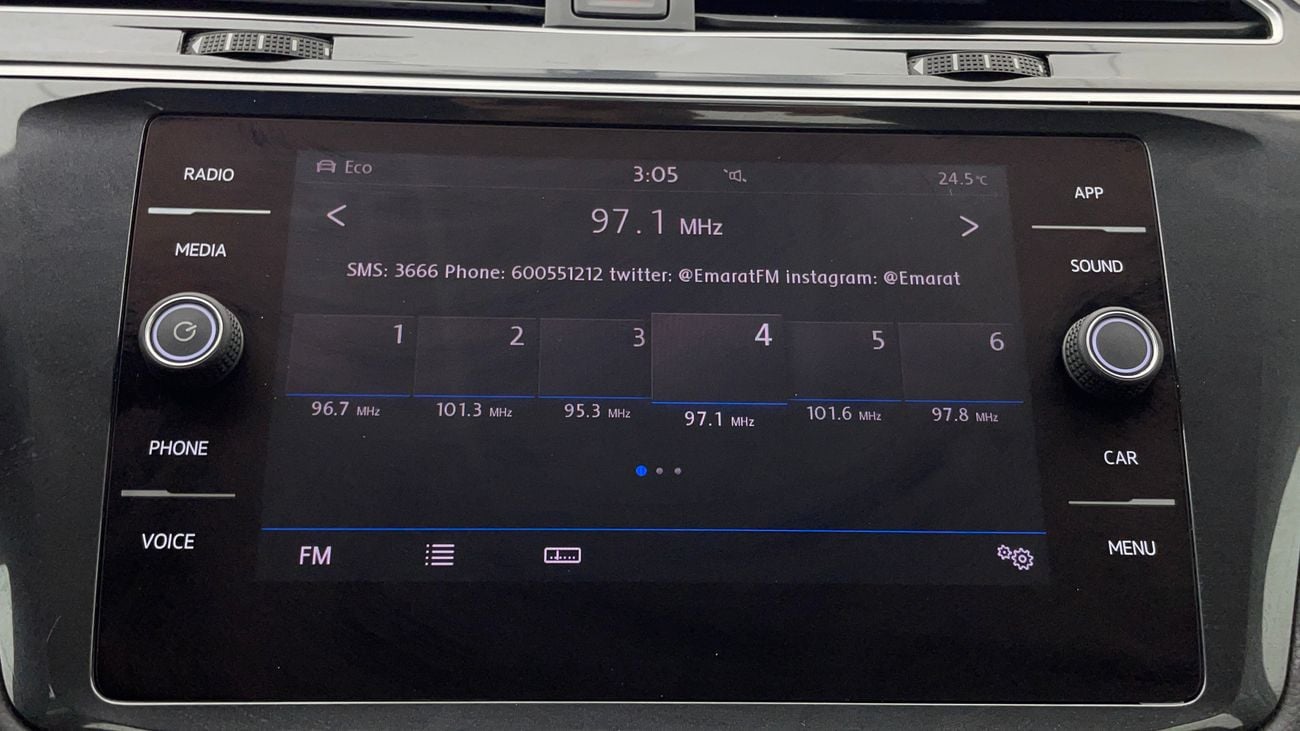 RADIO
MEDIA
PHONE
VOICE
Eco 3:05 24.5°C
< 97.1 MHz >
SMS: 3666 Phone: 600551212 twitter: @EmaratFM instagram: @Emarat
1 2 3 4 5 6
96.7 MHz 101.3 MHz 95.3 MHz 97.1 MHz 101.6 MHz 97.8 MHz
FM
APP
SOUND
CAR
MENU